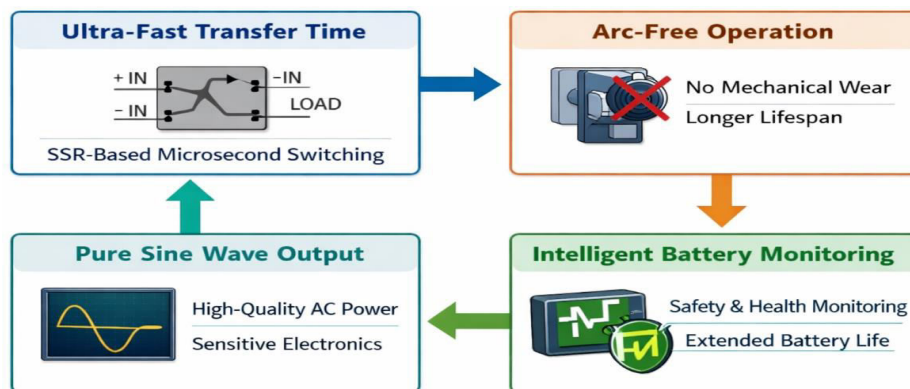 Ultra-Fast Transfer Time
+ IN
−IN
− IN
LOAD
SSR-Based Microsecond Switching
Arc-Free Operation
No Mechanical Wear
Longer Lifespan
Pure Sine Wave Output
High-Quality AC Power
Sensitive Electronics
Intelligent Battery Monitoring
Safety & Health Monitoring
Extended Battery Life